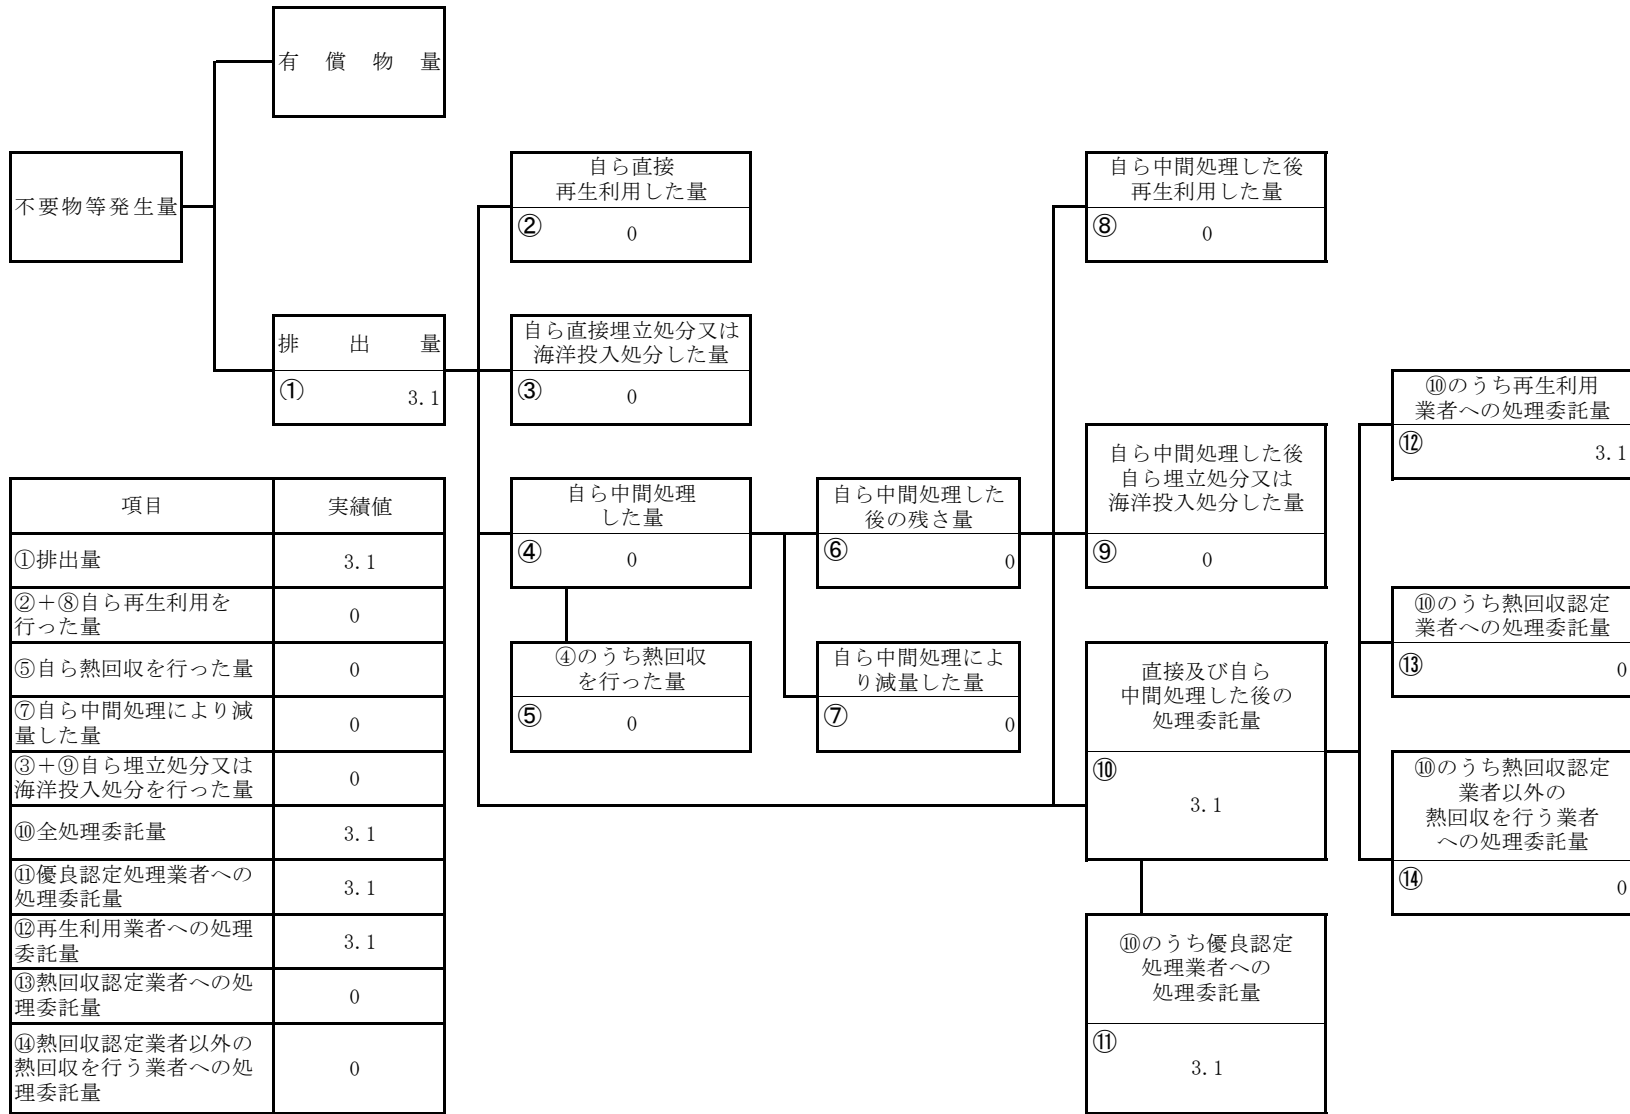 有償物量
不要物等発生量
排出量
① 3.1
自ら直接
再生利用した量
② 0
自ら直接埋立処分又は
海洋投入処分した量
③ 0
自ら中間処理
した量
④ 0
④のうち熱回収
を行った量
⑤ 0
自ら中間処理した
後の残さ量
⑥ 0
自ら中間処理によ
り減量した量
⑦ 0
自ら中間処理した後
再生利用した量
⑧ 0
自ら中間処理した後
自ら埋立処分又は
海洋投入処分した量
⑨ 0
直接及び自ら
中間処理した後の
処理委託量
⑩
3.1
⑩のうち優良認定
処理業者への
処理委託量
⑪
3.1
⑩のうち再生利用
業者への処理委託量
⑫ 3.1
⑩のうち熱回収認定
業者への処理委託量
⑬ 0
⑩のうち熱回収認定
業者以外の
熱回収を行う業者
への処理委託量
⑭ 0
項目 実績値
①排出量 3.1
②+⑧自ら再生利用を
行った量 0
⑤自ら熱回収を行った量 0
⑦自ら中間処理により減
量した量 0
③+⑨自ら埋立処分又は
海洋投入処分を行った量 0
⑩全処理委託量 3.1
⑪優良認定処理業者への
処理委託量 3.1
⑫再生利用業者への処理
委託量 3.1
⑬熱回収認定業者への処
理委託量 0
⑭熱回収認定業者以外の
熱回収を行う業者への処
理委託量 0